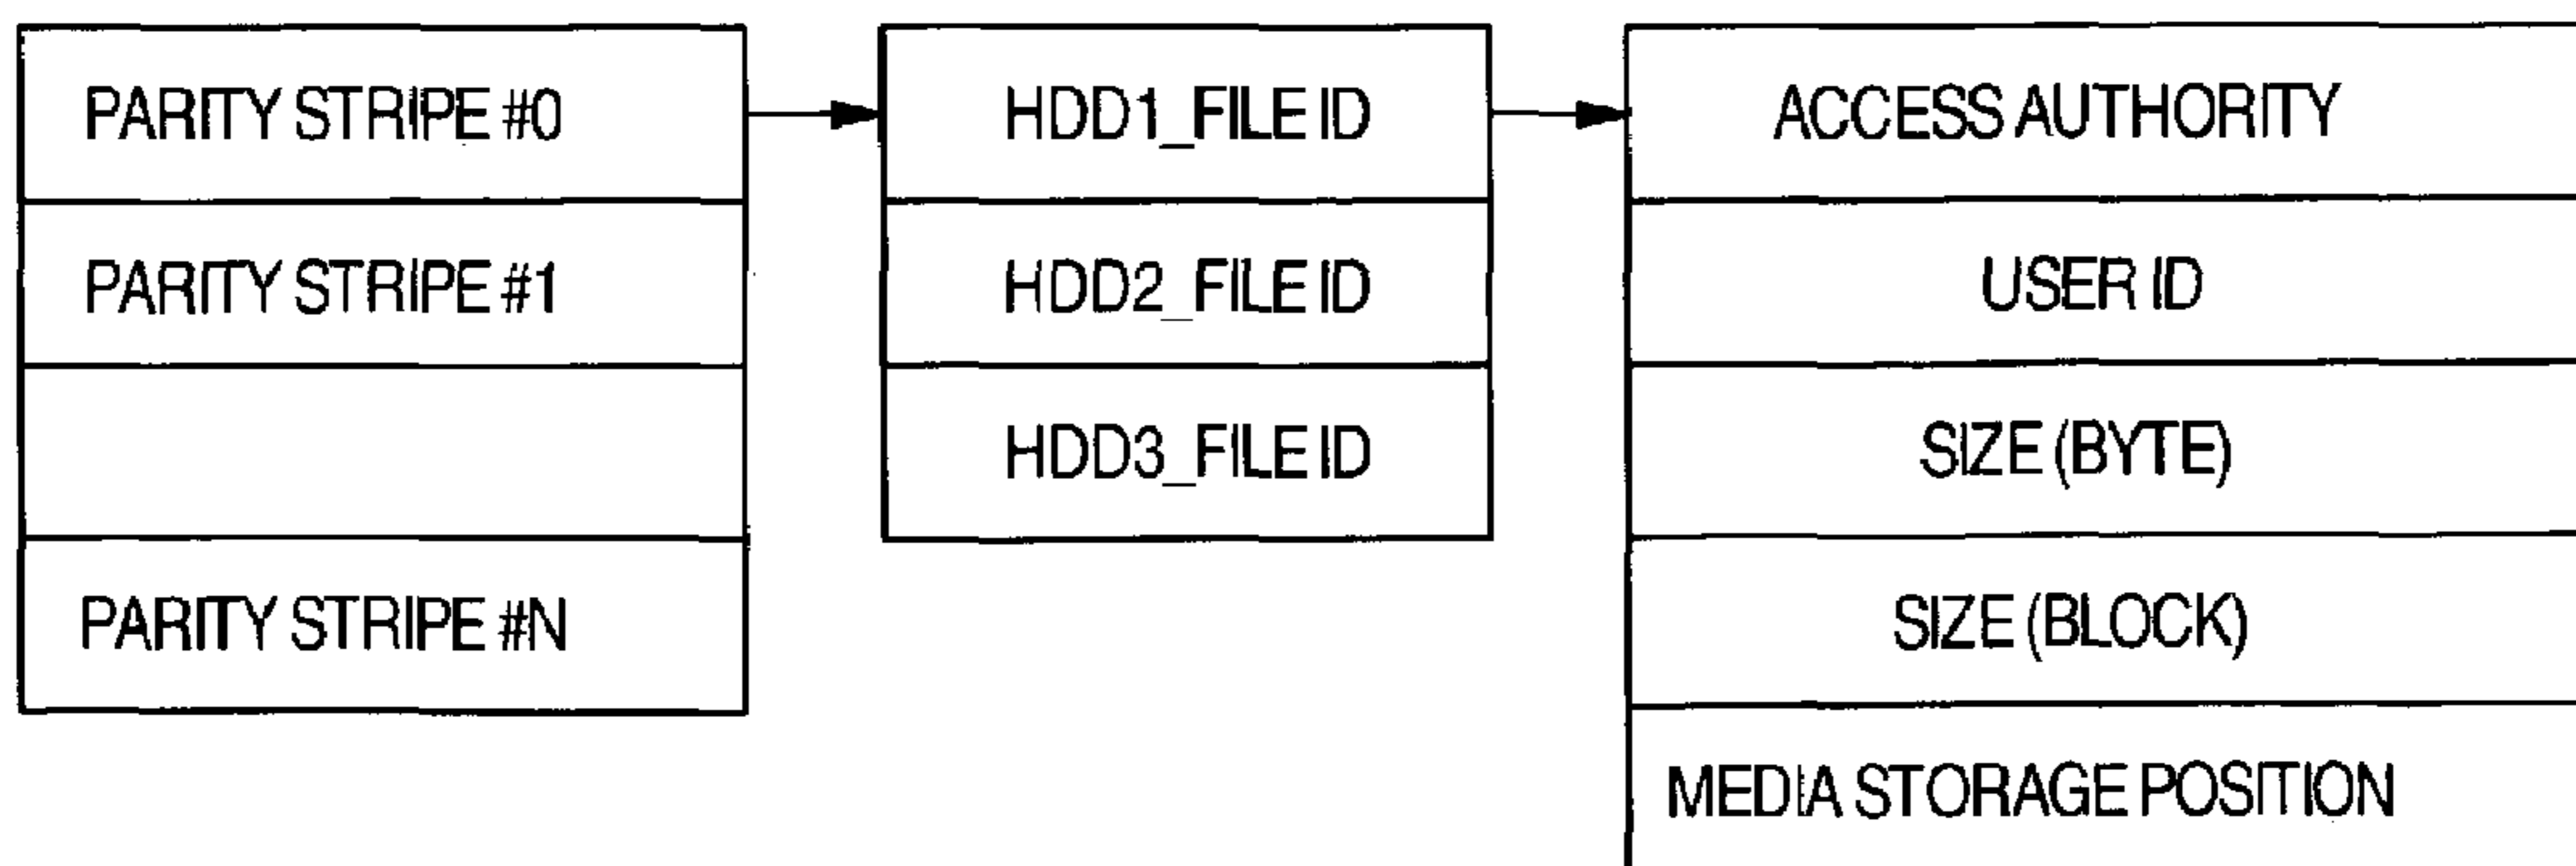 PARITY STRIPE #0
PARITY STRIPE #1
PARITY STRIPE #N
HDD1_FILE ID
HDD2_FILE ID
HDD3_FILE ID
ACCESS AUTHORITY
USER ID
SIZE (BYTE)
SIZE (BLOCK)
MEDIA STORAGE POSITION